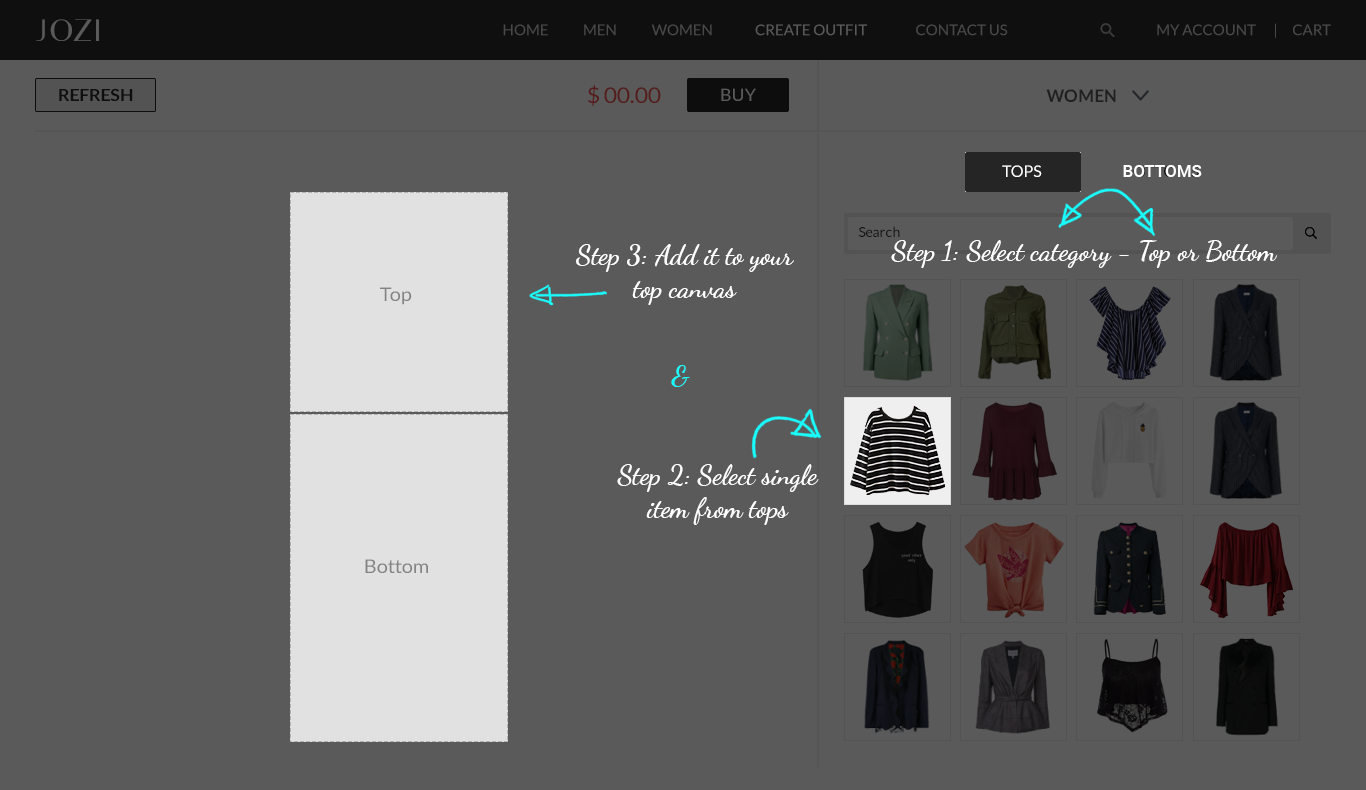 JOZI
HOME MEN WOMEN CREATE OUTFIT CONTACT US MY ACCOUNT | CART
REFRESH
$ 00.00
BUY
WOMEN
TOPS
BOTTOMS
Search
Step 1: Select category - Top or Bottom
Step 3: Add it to your
top canvas
Top
&
Step 2: Select single
item from tops
Bottom